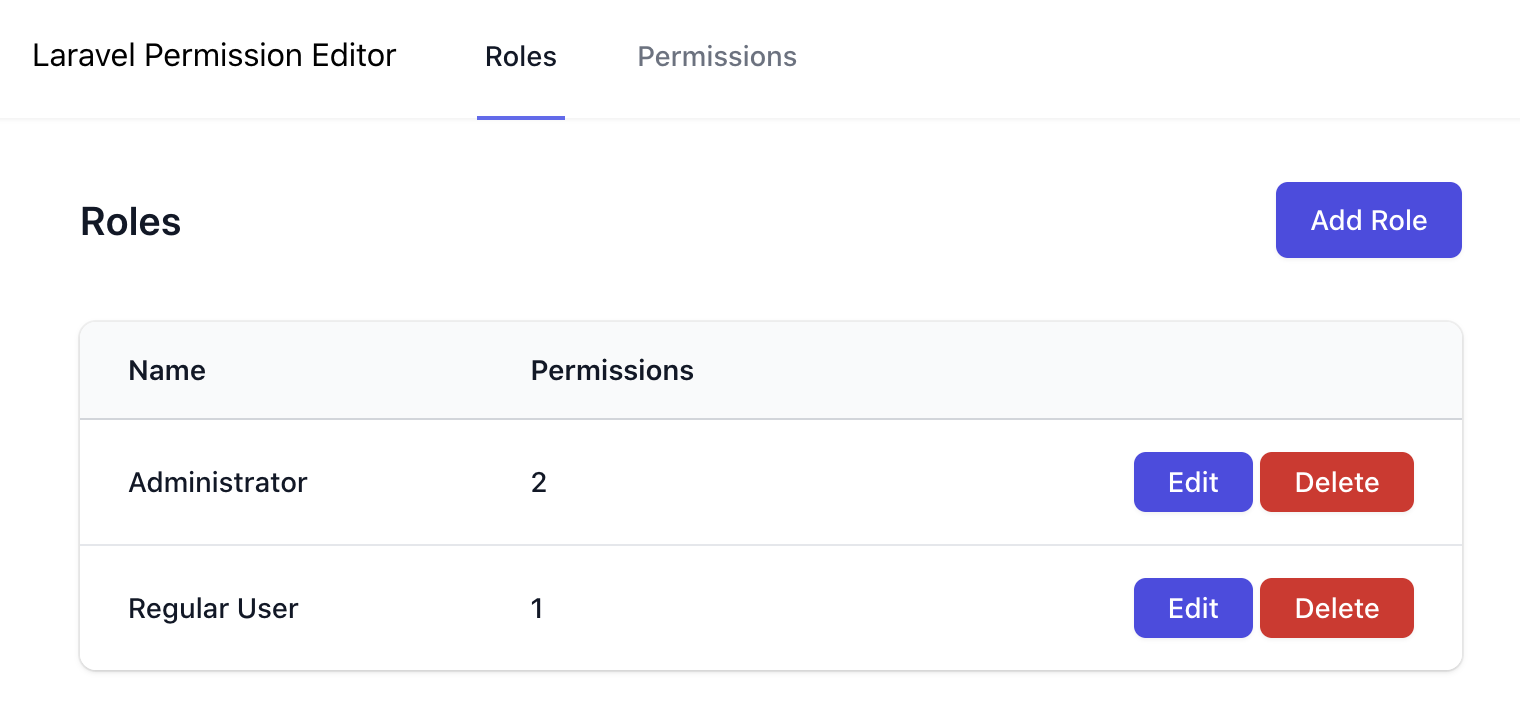 Laravel Permission Editor Roles Permissions
Roles Add Role
Name Permissions
Administrator 2 Edit Delete
Regular User 1 Edit Delete